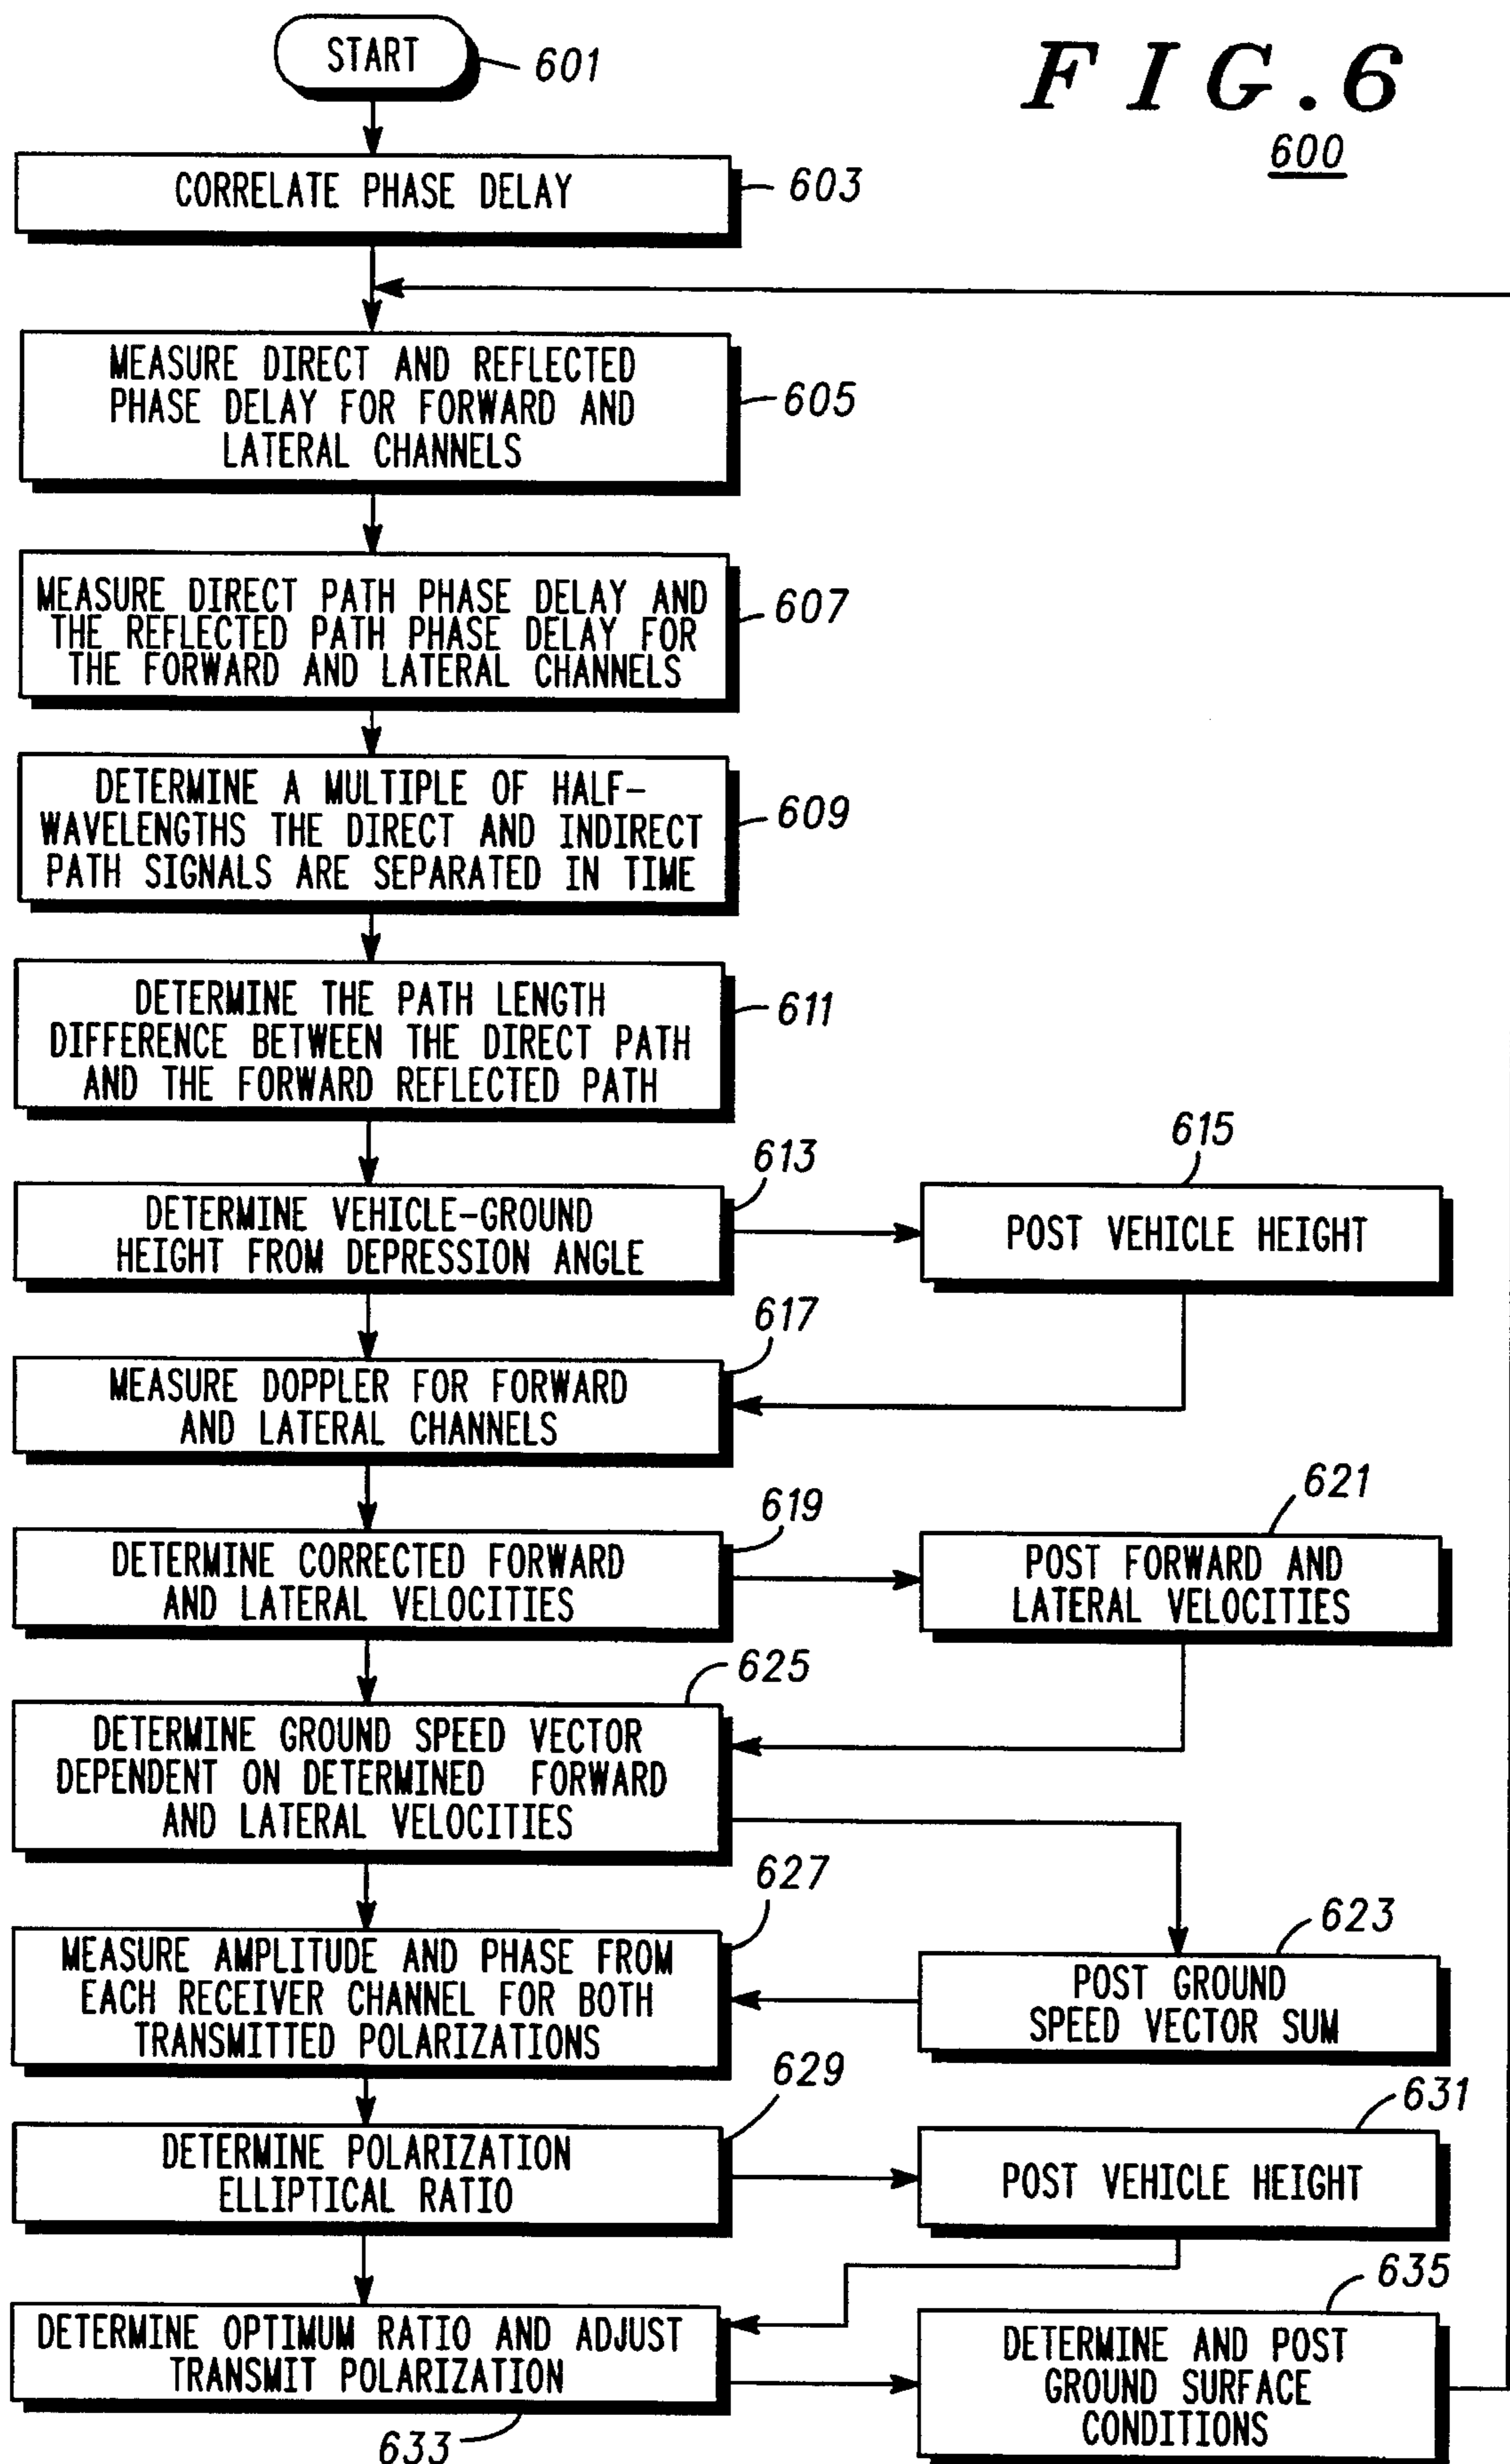 FIG.6
600
START
601
CORRELATE PHASE DELAY
603
MEASURE DIRECT AND REFLECTED
PHASE DELAY FOR FORWARD AND
LATERAL CHANNELS
605
MEASURE DIRECT PATH PHASE DELAY AND
THE REFLECTED PATH PHASE DELAY FOR
THE FORWARD AND LATERAL CHANNELS
607
DETERMINE A MULTIPLE OF HALF-
WAVELENGTHS THE DIRECT AND INDIRECT
PATH SIGNALS ARE SEPARATED IN TIME
609
DETERMINE THE PATH LENGTH
DIFFERENCE BETWEEN THE DIRECT PATH
AND THE FORWARD REFLECTED PATH
611
DETERMINE VEHICLE-GROUND
HEIGHT FROM DEPRESSION ANGLE
613
POST VEHICLE HEIGHT
615
MEASURE DOPPLER FOR FORWARD
AND LATERAL CHANNELS
617
DETERMINE CORRECTED FORWARD
AND LATERAL VELOCITIES
619
POST FORWARD AND
LATERAL VELOCITIES
621
DETERMINE GROUND SPEED VECTOR
DEPENDENT ON DETERMINED FORWARD
AND LATERAL VELOCITIES
625
MEASURE AMPLITUDE AND PHASE FROM
EACH RECEIVER CHANNEL FOR BOTH
TRANSMITTED POLARIZATIONS
627
POST GROUND
SPEED VECTOR SUM
623
DETERMINE POLARIZATION
ELLIPTICAL RATIO
629
POST VEHICLE HEIGHT
631
DETERMINE OPTIMUM RATIO AND ADJUST
TRANSMIT POLARIZATION
633
DETERMINE AND POST
GROUND SURFACE
CONDITIONS
635